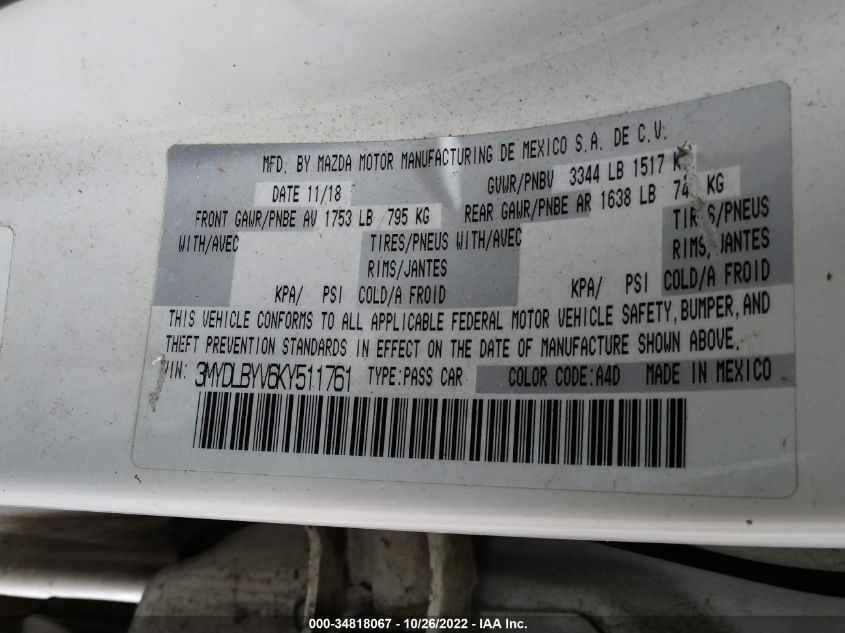 MFD. BY MAZDA MOTOR MANUFACTURING DE MEXICO S.A. DE C.V.
DATE 11/18 GVWR/PNBV 3344 LB 1517 K
FRONT GAWR/PNBE AV 1753 LB 795 KG REAR GAWR/PNBE AR 1638 LB KG
WITH/AVEC TIRES/PNEUS WITH/AVEC TIRES/PNEUS
RIMS/JANTES RIMS/JANTES
KPA/ PSI COLD/A FROID KPA/ PSI COLD/A FROID
THIS VEHICLE CONFORMS TO ALL APPLICABLE FEDERAL MOTOR VEHICLE SAFETY, BUMPER, AND
THEFT PREVENTION STANDARDS IN EFFECT ON THE DATE OF MANUFACTURE SHOWN ABOVE.
VIN: 3MYDLBYV6KY511761 TYPE:PASS CAR COLOR CODE:A4D MADE IN MEXICO
000-34818067 - 10/26/2022 - IAA Inc.